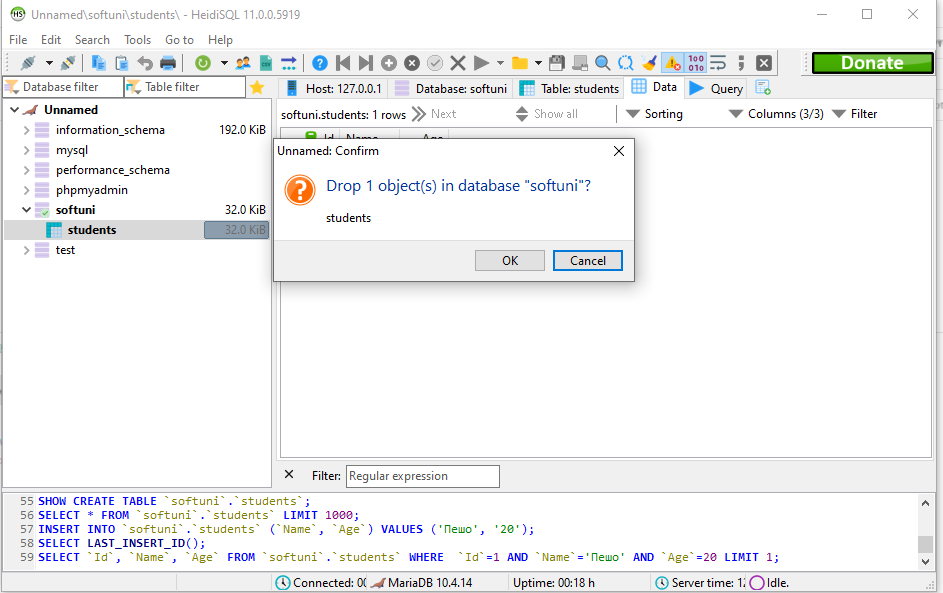 Unnamed\softuni\students\ - HeidiSQL 11.0.0.5919
File Edit Search Tools Go to Help
Donate
Database filter Table filter Host: 127.0.0.1 Database: softuni Table: students Data Query
softuni.students: 1 rows Next Show all Sorting Columns (3/3) Filter
Unnamed
information_schema 192.0 KiB
mysql
performance_schema
phpmyadmin
softuni 32.0 KiB
students 32.0 KiB
test
Id Name Age
Unnamed: Confirm
Drop 1 object(s) in database "softuni"?
students
OK Cancel
Filter: Regular expression
55 SHOW CREATE TABLE `softuni`.`students`;
56 SELECT * FROM `softuni`.`students` LIMIT 1000;
57 INSERT INTO `softuni`.`students` (`Name`, `Age`) VALUES ('Пешо', '20');
58 SELECT LAST_INSERT_ID();
59 SELECT `Id`, `Name`, `Age` FROM `softuni`.`students` WHERE  `Id`=1 AND `Name`='Пешо' AND `Age`=20 LIMIT 1;
Connected: 00 MariaDB 10.4.14 Uptime: 00:18 h Server time: 12 Idle.